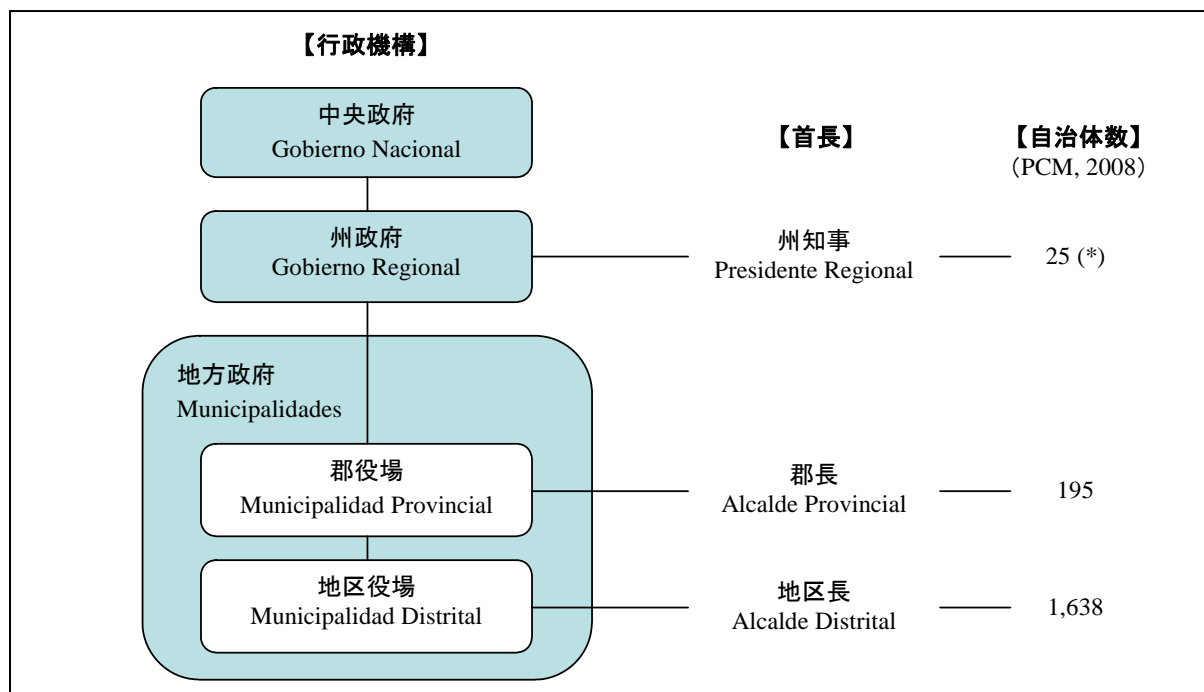 【行政機構】
中央政府
Gobierno Nacional
【首長】
【自治体数】
(PCM, 2008)
州政府
Gobierno Regional
州知事
Presidente Regional
25 (*)
地方政府
Municipalidades
郡役場
Municipalidad Provincial
郡長
Alcalde Provincial
195
地区役場
Municipalidad Distrital
地区長
Alcalde Distrital
1,638